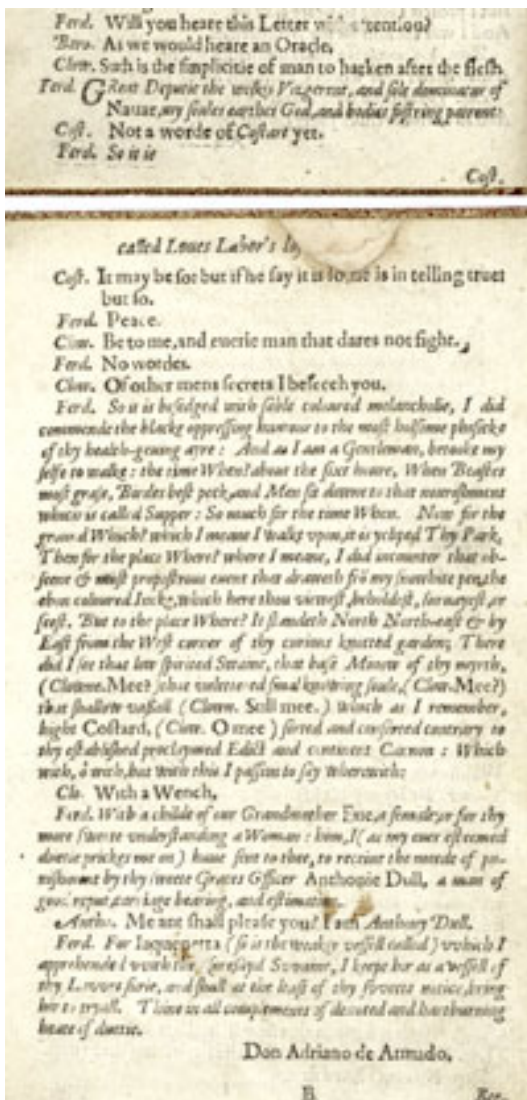 Ferd. Will you heare this Letter with attention?
Bero. As we would heare an Oracle.
Clow. Such is the simplicitie of man to harken after the flesh.
Ferd. GReat Deputie the welkis Vizgerent, and sole dominatur of
Nauar, my soules earthes God, and bodies fostring patrone:
Cost. Not a worde of Costart yet.
Ferd. So it is
Cost.
called Loues Labor's lo
Cost. It may be so: but if he say it is so, he is in telling true:
but so.
Ferd. Peace.
Clow. Be to me, and euerie man that dares not fight.
Ferd. No wordes.
Clow. Of other mens secrets I beseech you.
Ferd. So it is besedged with sable coloured melancholie, I did
commende the blacke oppressing humour to the most holsome phisicke
of thy health-geuing ayre: And as I am a Gentleman, betooke my
selfe to walke: the time When? about the sixt houre, When Beastes
most grase, Birdes best peck, and Men sit downe to that nourishment
which is called Supper: So much for the time When. Now for the
ground Which? which I meane I walkt vpon, it is ycliped Thy Park.
Then for the place Where? where I meane, I did incounter that ob-
seene & most propostrous euent that draweth frō my snowhite pen the
ebon coloured Incke, which here thou viewest, beholdest, suruayest, or
seest. But to the place Where? It standeth North North-east & by
East from the West corner of thy curious knotted garden; There
did I see that low spirited Swaine, that base Minow of thy myrth,
(Clowne. Mee?) that vnlettered smal knowing soule, (Clow. Mee?)
that shallow vassall (Clown. Still mee.) which as I remember,
hight Costard, (Clow. O mee) sorted and consorted contrary to
thy established proclaymed Edict and continent Cannon: Which
with, ô with, but with this I passion to say wherewith:
Clo. With a Wench.
Ferd. With a childe of our Grandmother Eue, a female; or for thy
more sweete vnderstanding a Woman: him, I (as my euer esteemed
duetie prickes me on) haue sent to thee, to receiue the meede of pu-
nishment by thy sweete Graces Officer Anthonie Dull, a man of
good reput, carriage bearing, and estimation.
Antho. Me ant shall please you? I am Anthony Dull.
Ferd. For Iaquenetta (so is the weaker vessell called) which I
apprehended with the aforesayd Swaine, I keepe her as a vessell of
thy Lawes furie, and shall at the least of thy sweete notice, bring
her to tryall. Thine in all complements of deuoted and hartburning
heate of duetie.
Don Adriano de Armado.
B
Ber.